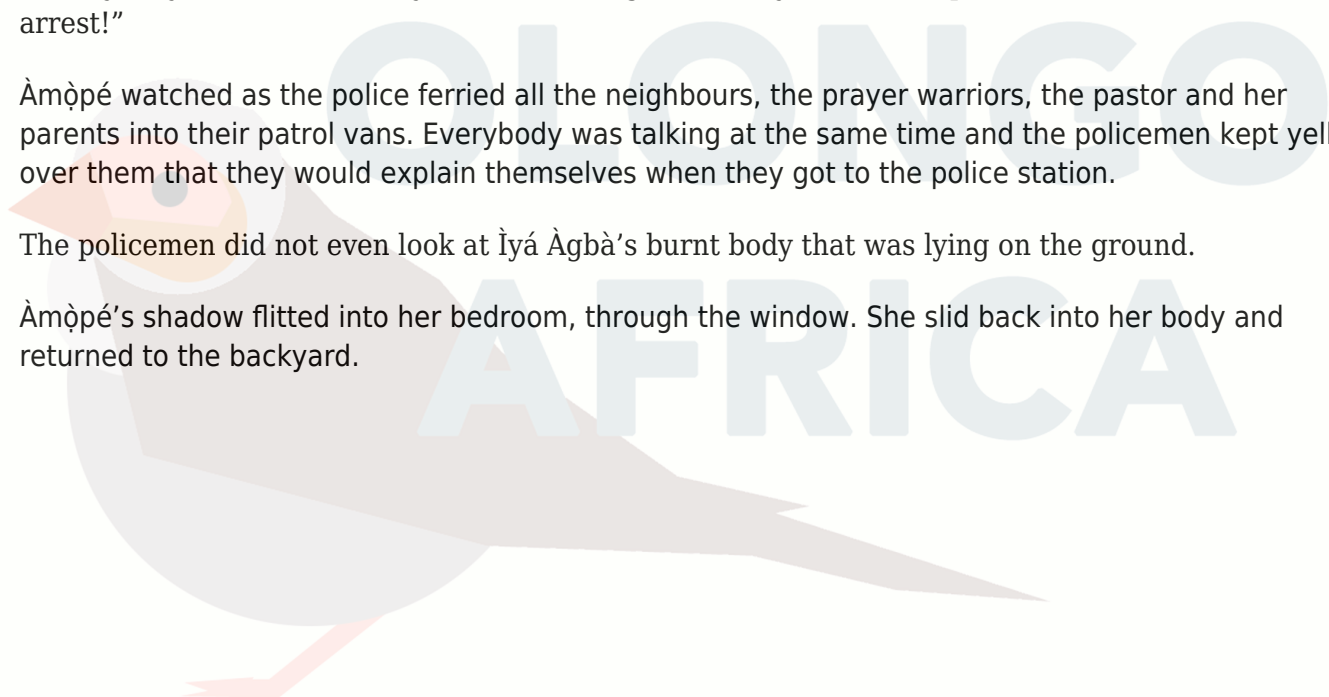 arrest!”
Àmọ̀pé watched as the police ferried all the neighbours, the prayer warriors, the pastor and her
parents into their patrol vans. Everybody was talking at the same time and the policemen kept
over them that they would explain themselves when they got to the police station.
The policemen did not even look at Ìyá Àgbà’s burnt body that was lying on the ground.
Àmọ̀pé’s shadow flitted into her bedroom, through the window. She slid back into her body and
returned to the backyard.
OLONGO
AFRICA